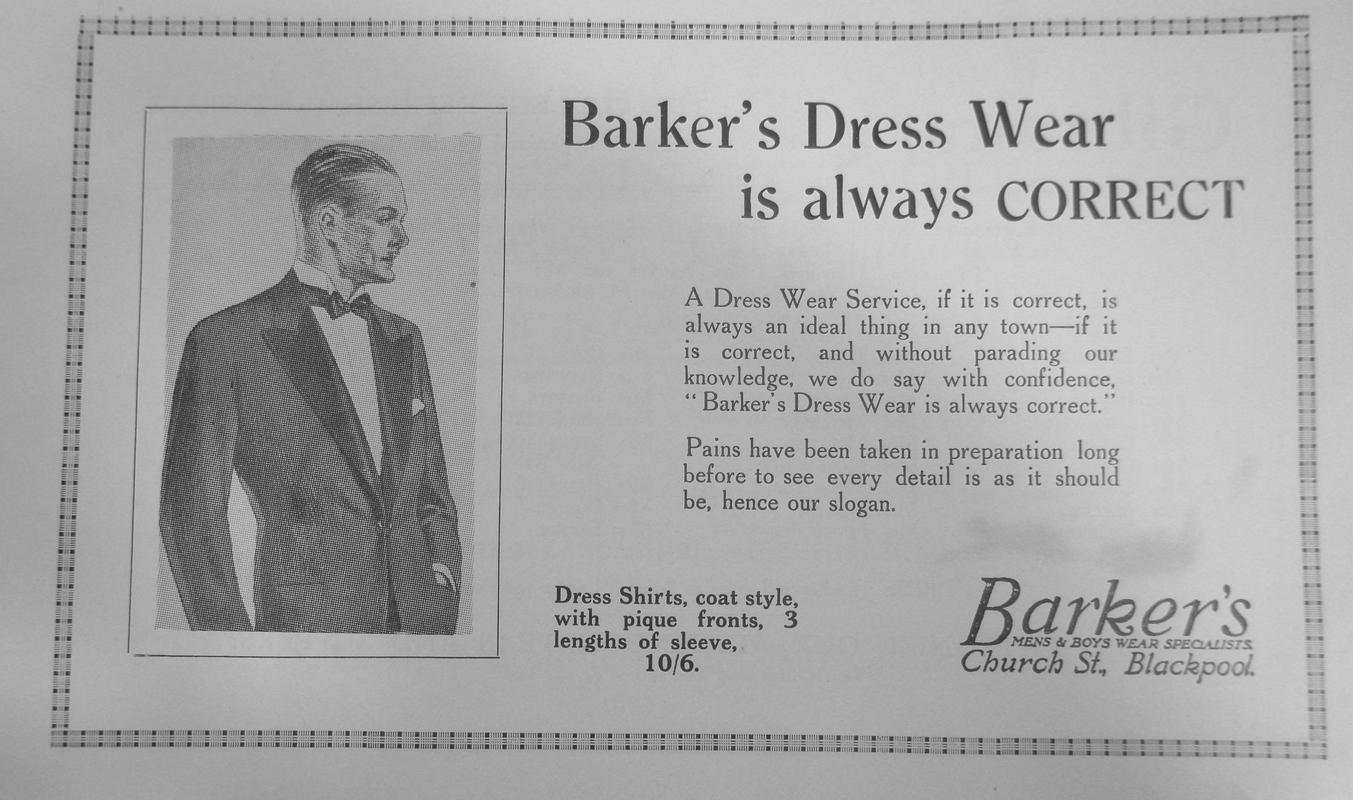 Barker's Dress Wear
is always CORRECT
A Dress Wear Service, if it is correct, is
always an ideal thing in any town—if it
is correct, and without parading our
knowledge, we do say with confidence,
“ Barker's Dress Wear is always correct.”
Pains have been taken in preparation long
before to see every detail is as it should
be, hence our slogan.
Dress Shirts, coat style,
with pique fronts, 3
lengths of sleeve,
10/6.
Barker's
MENS & BOYS WEAR SPECIALISTS.
Church St., Blackpool.